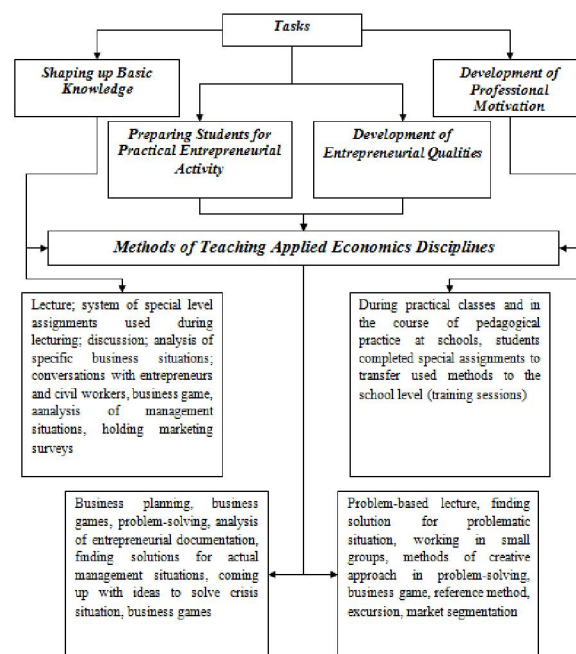 Tasks
Shaping up Basic
Knowledge
Development of
Professional
Motivation
Preparing Students for
Practical Entrepreneurial
Activity
Development of
Entrepreneurial Qualities
Methods of Teaching Applied Economics Disciplines
Lecture; system of special level
assignments used during
lecturing; discussion; analysis of
specific business situations;
conversations with entrepreneurs
and civil workers, business game,
aanalysis of management
situations, holding marketing
surveys
During practical classes and in
the course of pedagogical
practice at schools, students
completed special assignments to
transfer used methods to the
school level (training sessions)
Business planning, business
games, problem-solving, analysis
of entrepreneurial documentation,
finding solutions for actual
management situations, coming
up with ideas to solve crisis
situation, business games
Problem-based lecture, finding
solution for problematic
situation, working in small
groups, methods of creative
approach in problem-solving,
business game, reference method,
excursion, market segmentation